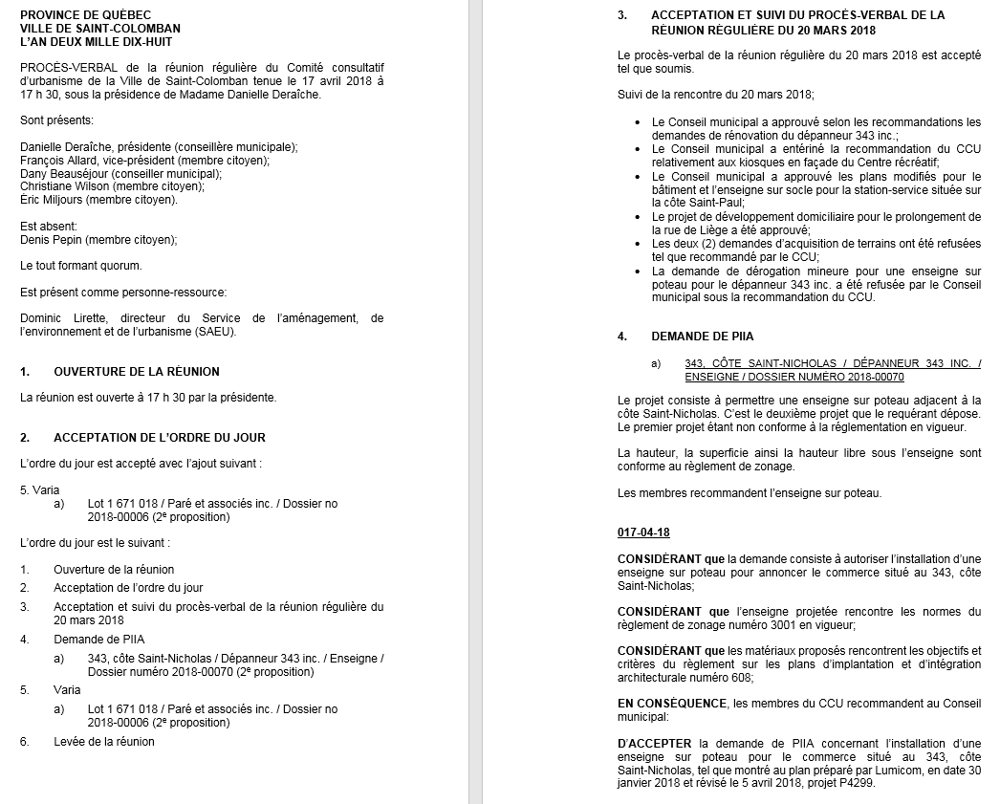 PROVINCE DE QUÉBEC
VILLE DE SAINT-COLOMBAN
L'AN DEUX MILLE DIX-HUIT
PROCÈS-VERBAL de la réunion régulière du Comité consultatif
d'urbanisme de la Ville de Saint-Colomban tenue le 17 avril 2018 à
17 h 30, sous la présidence de Madame Danielle Deraîche.
Sont présents:
Danielle Deraîche, présidente (conseillère municipale);
François Allard, vice-président (membre citoyen);
Dany Beauséjour (conseiller municipal);
Christiane Wilson (membre citoyen);
Éric Miljours (membre citoyen).
Est absent:
Denis Pepin (membre citoyen);
Le tout formant quorum.
Est présent comme personne-ressource:
Dominic Lirette, directeur du Service de l'aménagement, de
l'environnement et de l'urbanisme (SAEU).
1. OUVERTURE DE LA RÉUNION
La réunion est ouverte à 17 h 30 par la présidente.
2. ACCEPTATION DE L'ORDRE DU JOUR
L'ordre du jour est accepté avec l'ajout suivant :
5. Varia
a) Lot 1 671 018 / Paré et associés inc. / Dossier no
2018-00006 (2e proposition)
L'ordre du jour est le suivant :
1. Ouverture de la réunion
2. Acceptation de l'ordre du jour
3. Acceptation et suivi du procès-verbal de la réunion régulière du
20 mars 2018
4. Demande de PIIA
a) 343, côte Saint-Nicholas / Dépanneur 343 inc. / Enseigne /
Dossier numéro 2018-00070 (2e proposition)
5. Varia
a) Lot 1 671 018 / Paré et associés inc. / Dossier no
2018-00006 (2e proposition)
6. Levée de la réunion
3. ACCEPTATION ET SUIVI DU PROCÈS-VERBAL DE LA
RÉUNION RÉGULIÈRE DU 20 MARS 2018
Le procès-verbal de la réunion régulière du 20 mars 2018 est accepté
tel que soumis.
Suivi de la rencontre du 20 mars 2018;
• Le Conseil municipal a approuvé selon les recommandations les
demandes de rénovation du dépanneur 343 inc.;
• Le Conseil municipal a entériné la recommandation du CCU
relativement aux kiosques en façade du Centre récréatif;
• Le Conseil municipal a approuvé les plans modifiés pour le
bâtiment et l'enseigne sur socle pour la station-service située sur
la côte Saint-Paul;
• Le projet de développement domiciliaire pour le prolongement de
la rue de Liège a été approuvé;
• Les deux (2) demandes d'acquisition de terrains ont été refusées
tel que recommandé par le CCU;
• La demande de dérogation mineure pour une enseigne sur
poteau pour le dépanneur 343 inc. a été refusée par le Conseil
municipal sous la recommandation du CCU.
4. DEMANDE DE PIIA
a) 343, CÔTE SAINT-NICHOLAS / DÉPANNEUR 343 INC. /
ENSEIGNE / DOSSIER NUMÉRO 2018-00070
Le projet consiste à permettre une enseigne sur poteau adjacent à la
côte Saint-Nicholas. C'est le deuxième projet que le requérant dépose.
Le premier projet étant non conforme à la réglementation en vigueur.
La hauteur, la superficie ainsi la hauteur libre sous l'enseigne sont
conforme au règlement de zonage.
Les membres recommandent l'enseigne sur poteau.
017-04-18
CONSIDÉRANT que la demande consiste à autoriser l'installation d'une
enseigne sur poteau pour annoncer le commerce situé au 343, côte
Saint-Nicholas;
CONSIDÉRANT que l'enseigne projetée rencontre les normes du
règlement de zonage numéro 3001 en vigueur;
CONSIDÉRANT que les matériaux proposés rencontrent les objectifs et
critères du règlement sur les plans d'implantation et d'intégration
architecturale numéro 608;
EN CONSÉQUENCE, les membres du CCU recommandent au Conseil
municipal:
D'ACCEPTER la demande de PIIA concernant l'installation d'une
enseigne sur poteau pour le commerce situé au 343, côte
Saint-Nicholas, tel que montré au plan préparé par Lumicom, en date 30
janvier 2018 et révisé le 5 avril 2018, projet P4299.